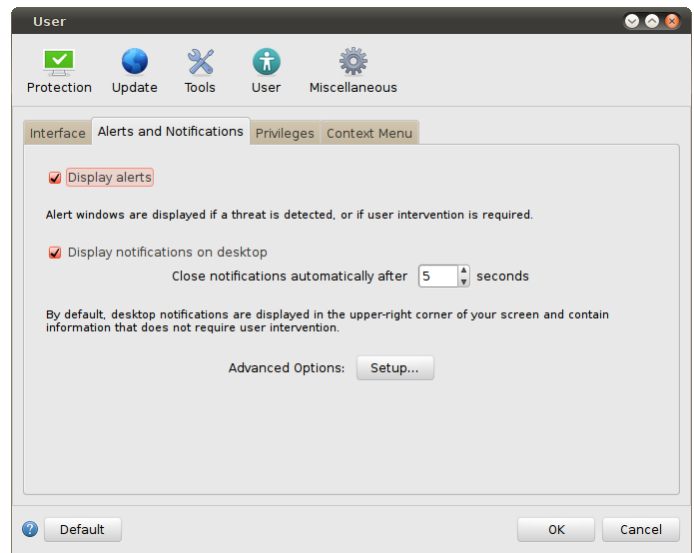 User
Protection Update Tools User Miscellaneous
Interface Alerts and Notifications Privileges Context Menu
Display alerts
Alert windows are displayed if a threat is detected, or if user intervention is required.
Display notifications on desktop
Close notifications automatically after 5 seconds
By default, desktop notifications are displayed in the upper-right corner of your screen and contain
information that does not require user intervention.
Advanced Options: Setup...
? Default OK Cancel